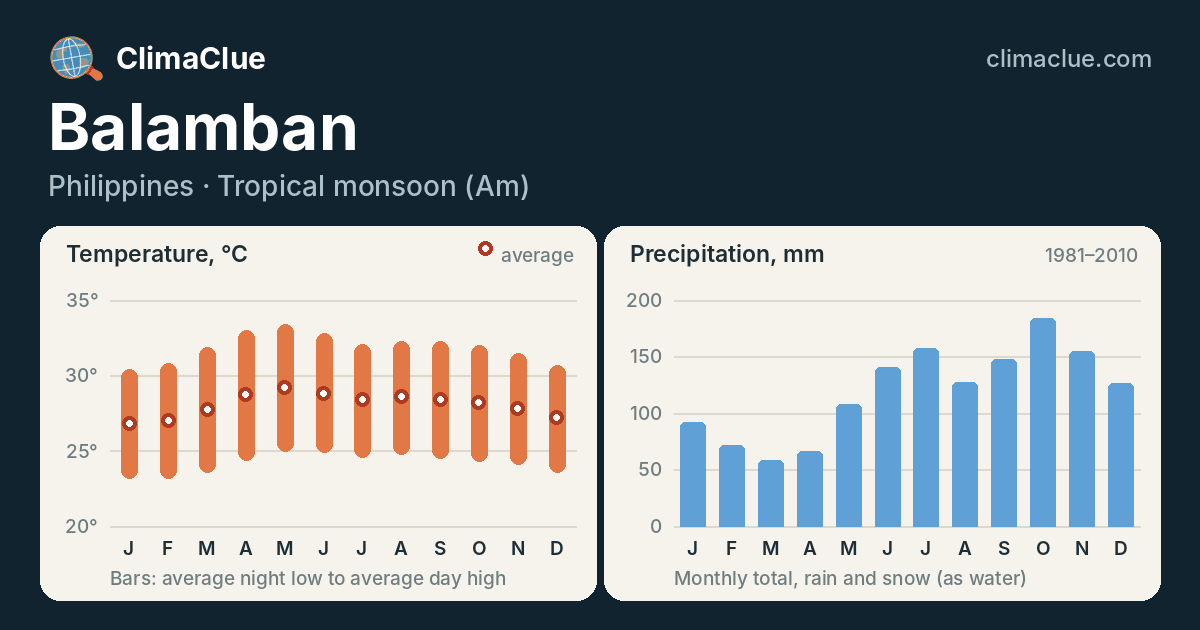 ClimaClue
climaclue.com
Balamban
Philippines · Tropical monsoon (Am)
Temperature, °C
average
35°
30°
25°
20°
J F M A M J J A S O N D
Bars: average night low to average day high
Precipitation, mm
1981–2010
200
150
100
50
0
J F M A M J J A S O N D
Monthly total, rain and snow (as water)